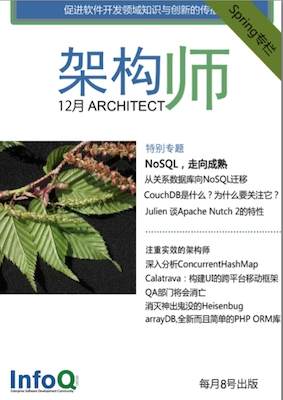 促进软件开发领域知识与创新的传播
Spring专栏
架构师
12月 ARCHITECT
特别专题
NoSQL，走向成熟
从关系数据库向NoSQL迁移
CouchDB是什么？为什么要关注它？
Julien 谈Apache Nutch 2的特性
注重实效的架构师
深入分析ConcurrentHashMap
Calatrava：构建UI的跨平台移动框架
QA部门将会消亡
消灭神出鬼没的Heisenbug
arrayDB,全新而且简单的PHP ORM库
InfoQ
Enterprise Software Development Community
每月8号出版